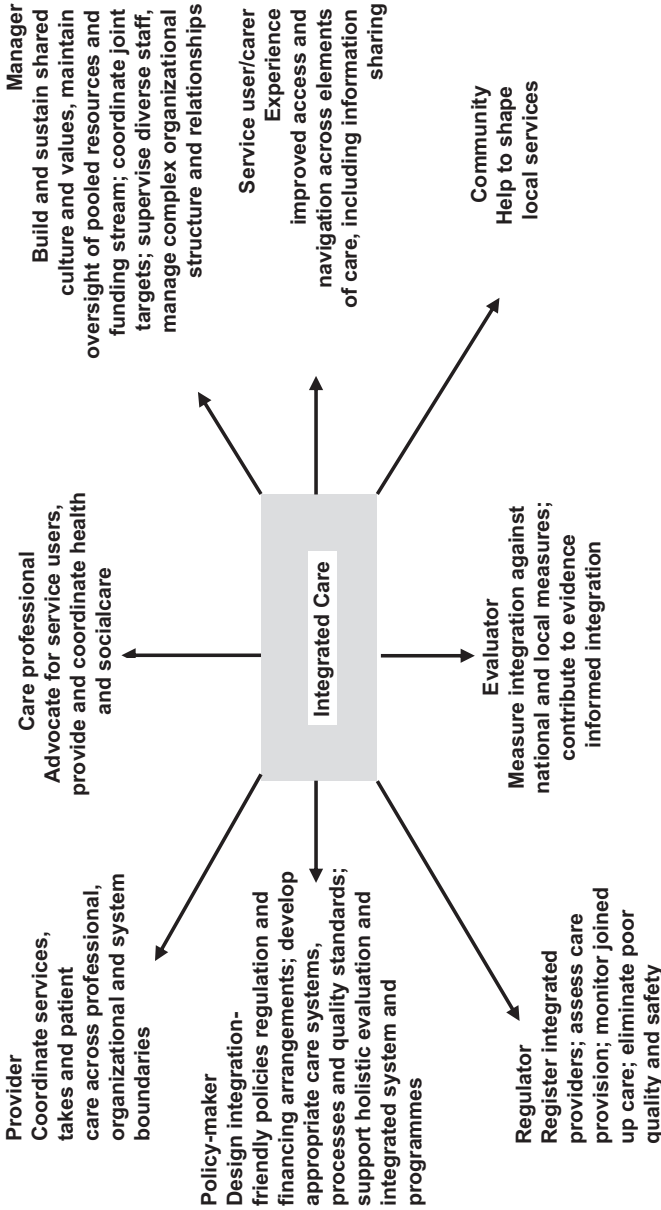 Provider
Coordinate services,
takes and patient
care across professional,
organizational and system
boundaries
Care professional
Advocate for service users,
provide and coordinate health
and socialcare
Manager
Build and sustain shared
culture and values, maintain
oversight of pooled resources and
funding stream; coordinate joint
targets; supervise diverse staff,
manage complex organizational
structure and relationships
Policy-maker
Design integration-
friendly policies regulation and
financing arrangements; develop
appropriate care systems,
processes and quality standards;
support holistic evaluation and
integrated system and
programmes
Integrated Care
Service user/carer
Experience
improved access and
navigation across elements
of care, including information
sharing
Regulator
Register integrated
providers; assess care
provision; monitor joined
up care; eliminate poor
quality and safety
Evaluator
Measure integration against
national and local measures;
contribute to evidence
informed integration
Community
Help to shape
local services